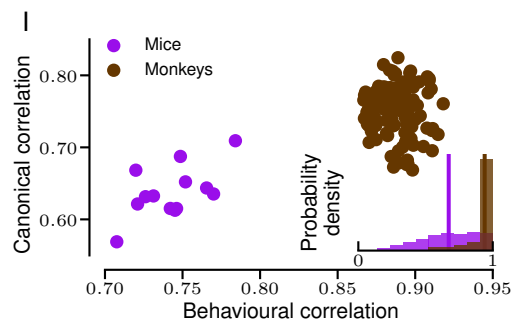 I
Mice
Monkeys
Canonical correlation
0.80
0.70
0.60
Probability
density
0 1
0.70 0.75 0.80 0.85 0.90 0.95
Behavioural correlation